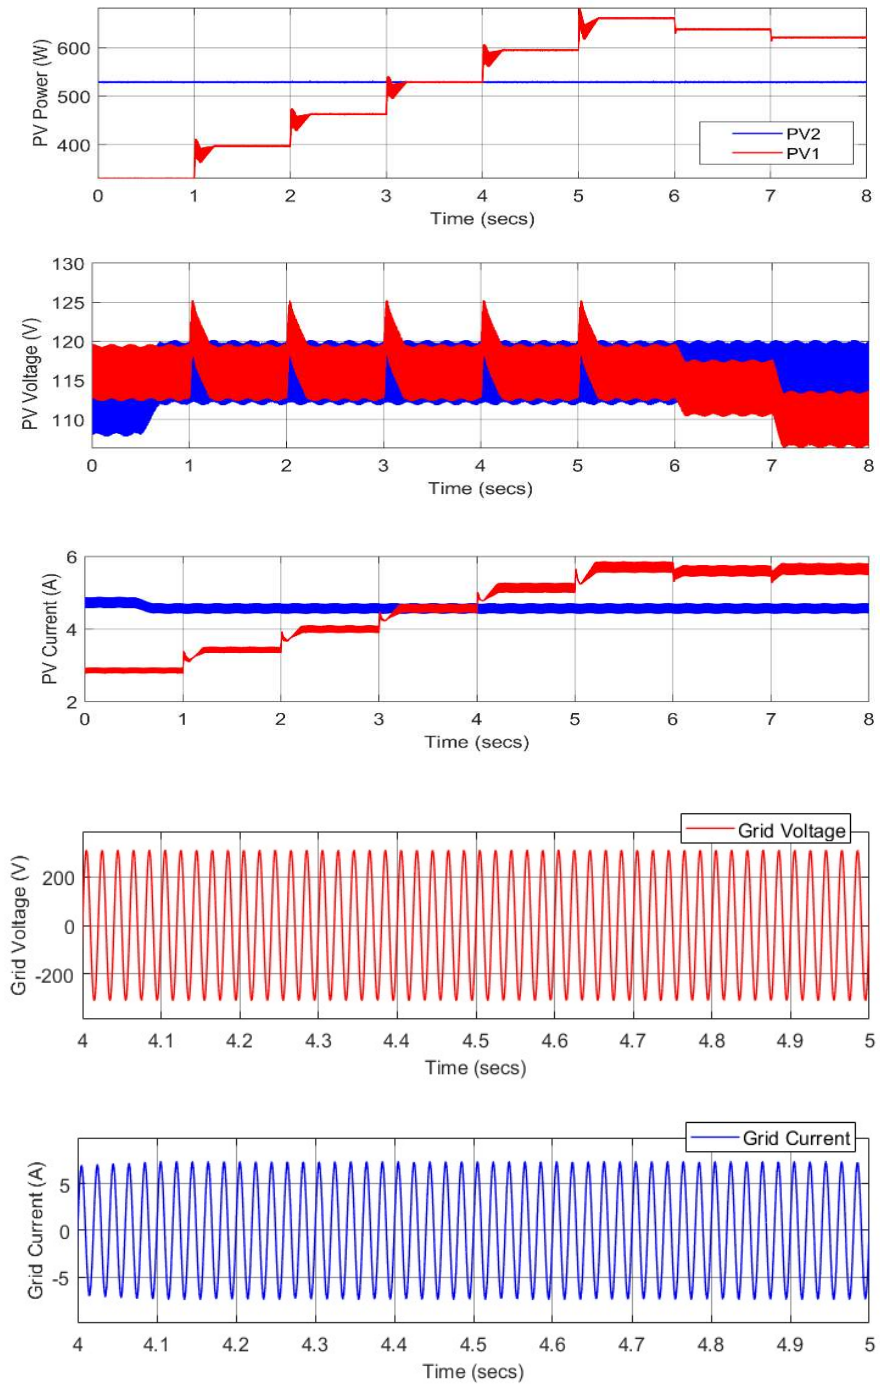 PV Power (W)
600
500
400
PV2
PV1
0 1 2 3 4 5 6 7 8
Time (secs)
PV Voltage (V)
130
125
120
115
110
0 1 2 3 4 5 6 7 8
Time (secs)
PV Current (A)
6
4
2
0 1 2 3 4 5 6 7 8
Time (secs)
Grid Voltage
Grid Voltage (V)
200
0
-200
4 4.1 4.2 4.3 4.4 4.5 4.6 4.7 4.8 4.9 5
Time (secs)
Grid Current
Grid Current (A)
5
0
-5
4 4.1 4.2 4.3 4.4 4.5 4.6 4.7 4.8 4.9 5
Time (secs)